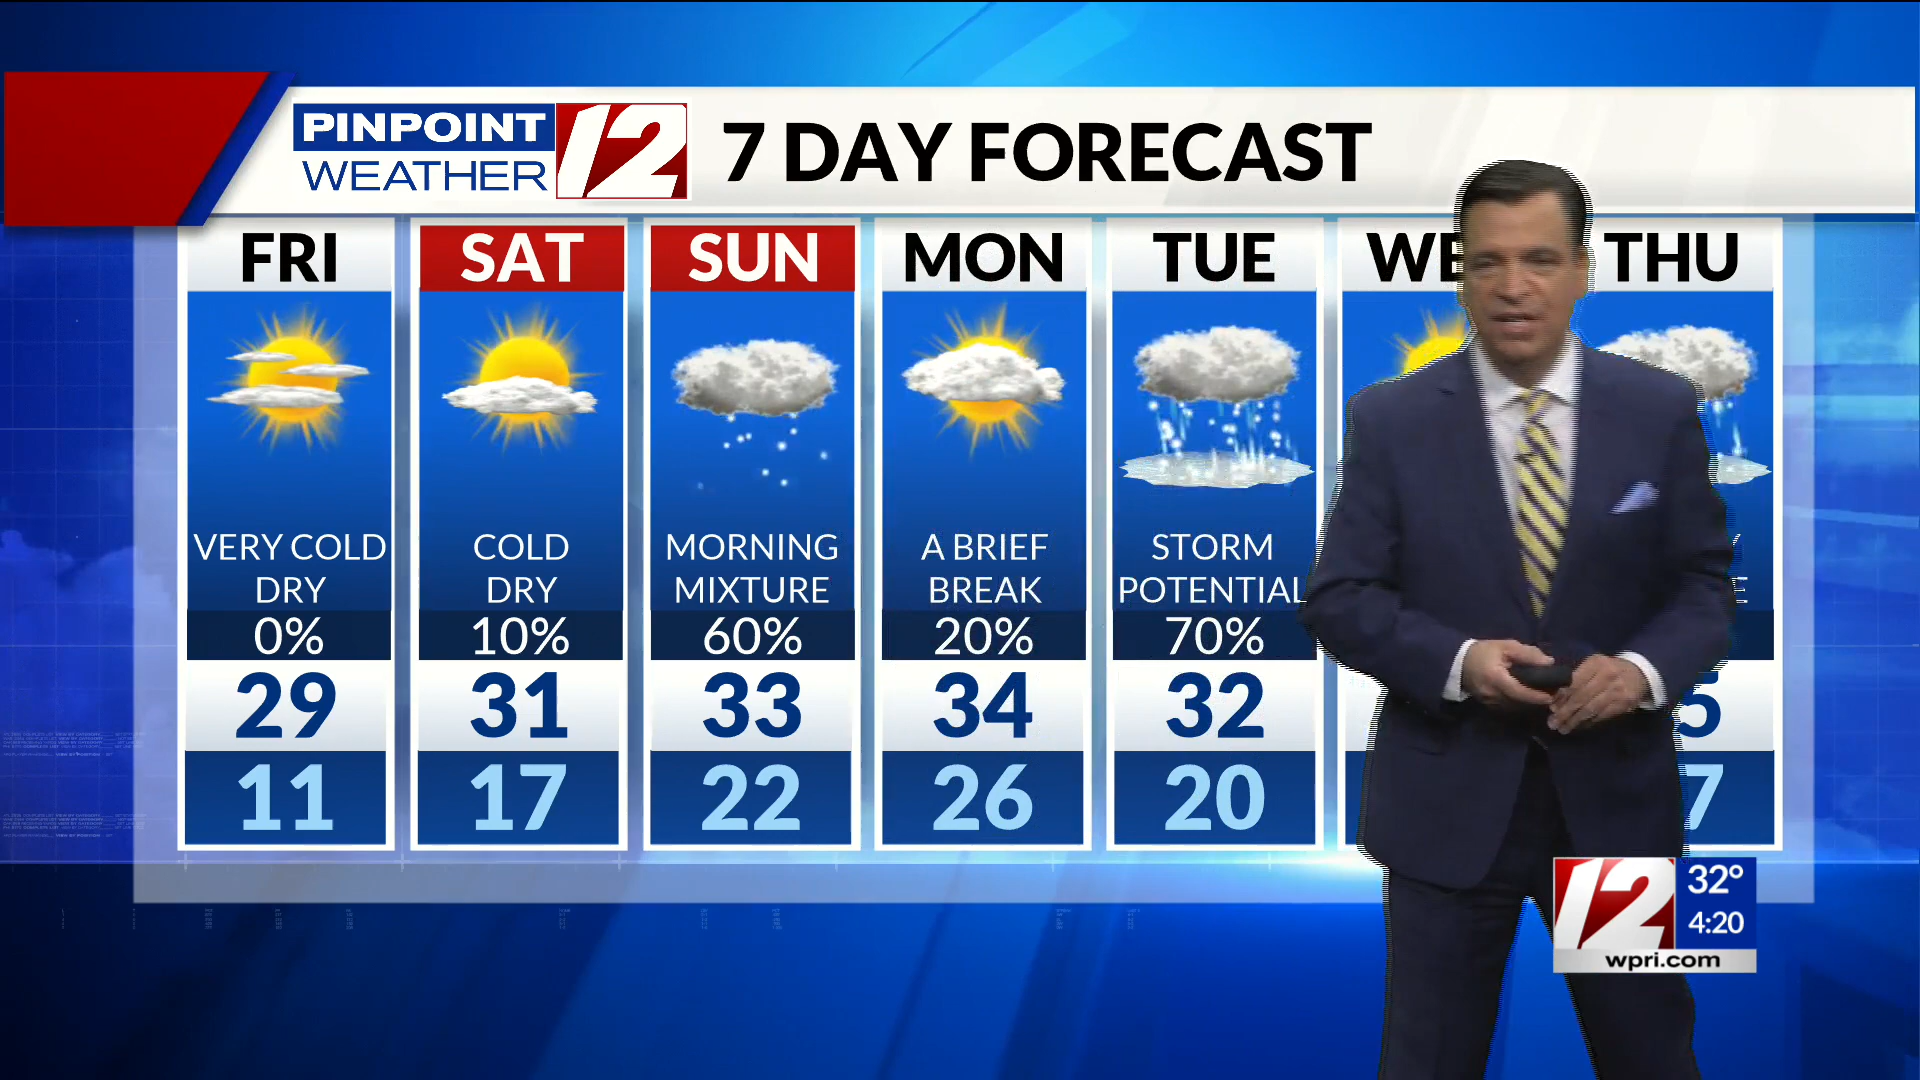 PINPOINT
WEATHER
12
7 DAY FORECAST
FRI
SAT
SUN
MON
TUE
THU
VERY COLD
DRY
0%
29
11
COLD
DRY
10%
31
17
MORNING
MIXTURE
60%
33
22
A BRIEF
BREAK
20%
34
26
STORM
POTENTIAL
70%
32
20
12
32°
4:20
wpri.com